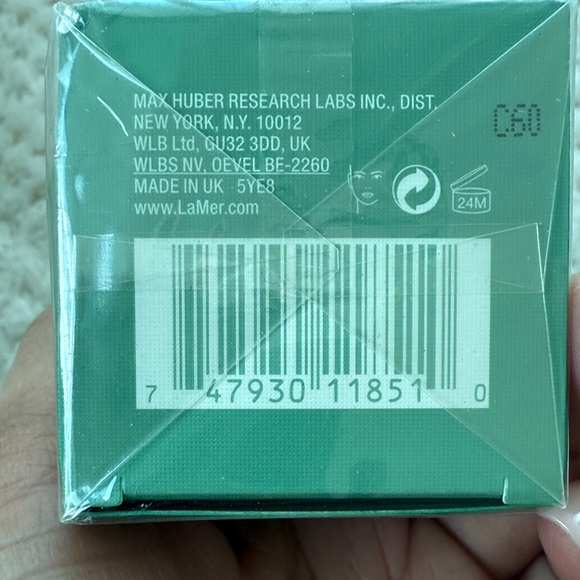 MAX HUBER RESEARCH LABS INC., DIST.
NEW YORK, N.Y. 10012
WLB Ltd, GU32 3DD, UK
WLBS NV, OEVEL BE-2260
MADE IN UK 5YE8
www.LaMer.com
C60
24M
7 47930 11851 0